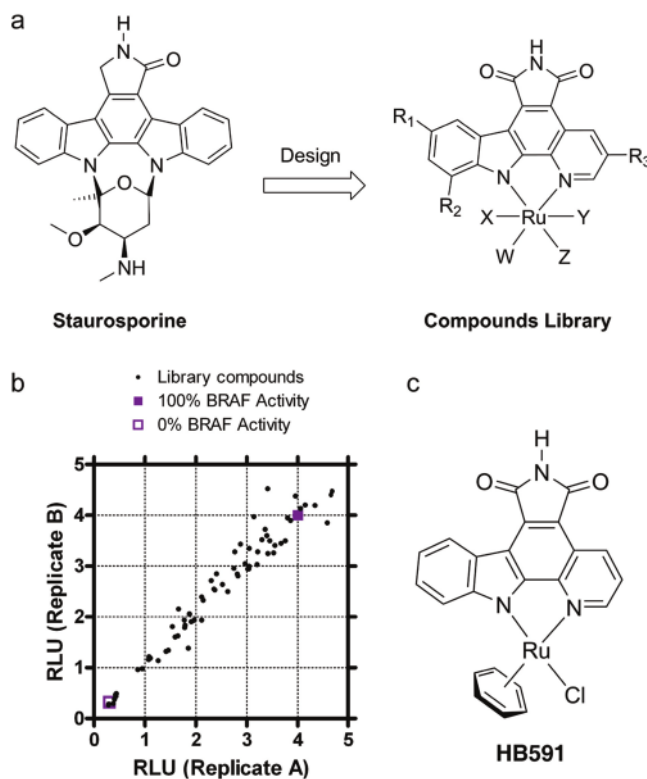 a
H
N
O
N
N
O
O
NH
Staurosporine
Design
H
O
N
O
R1
R2
R3
N
N
X
Ru
Y
W
Z
Compounds Library
b
Library compounds
100% BRAF Activity
0% BRAF Activity
5
4
3
2
1
0
RLU (Replicate B)
0 1 2 3 4 5
RLU (Replicate A)
c
H
O
N
O
N
N
Ru
Cl
HB591